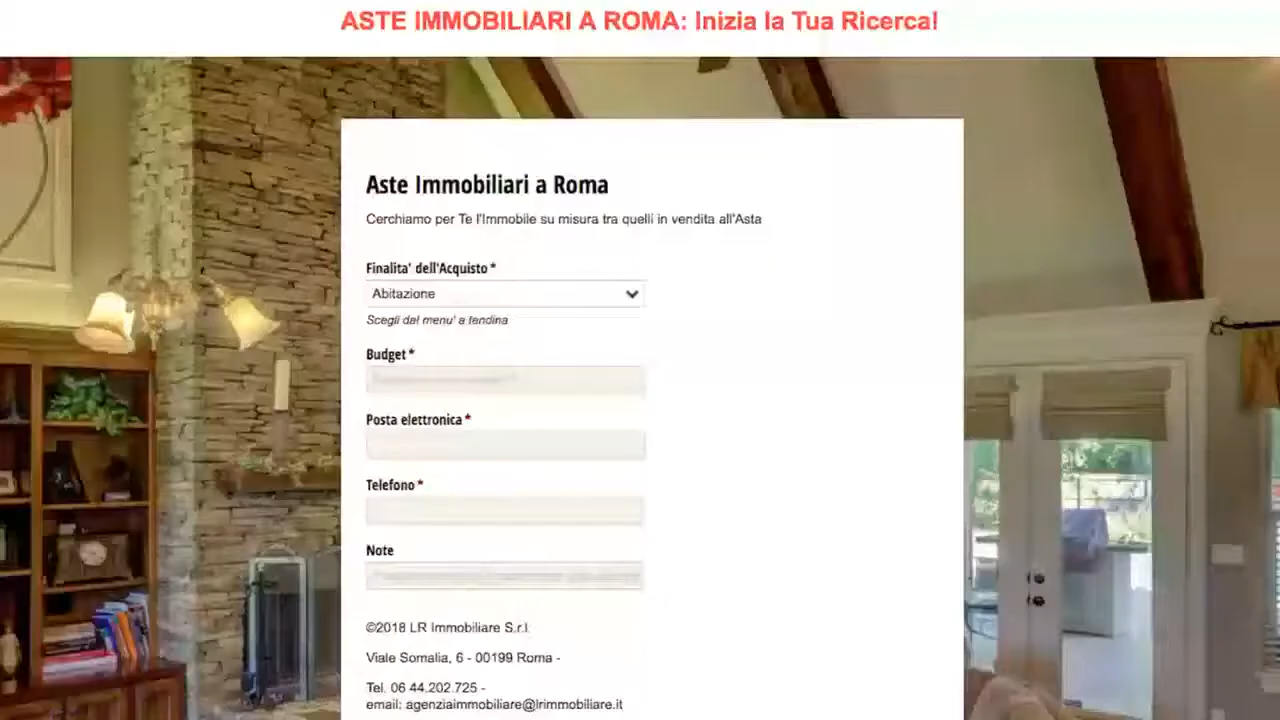 ASTE IMMOBILIARI A ROMA: Inizia la Tua Ricerca!
Aste Immobiliari a Roma
Cerchiamo per Te l'Immobile su misura tra quelli in vendita all'Asta
Finalita' dell'Acquisto *
Abitazione
Scegli dal menu' a tendina
Budget *
Posta elettronica *
Telefono *
Note
©2018 LR Immobiliare S.r.l.
Viale Somalia, 6 - 00199 Roma -
Tel. 06 44.202.725 -
email: agenziaimmobiliare@lrimmobiliare.it